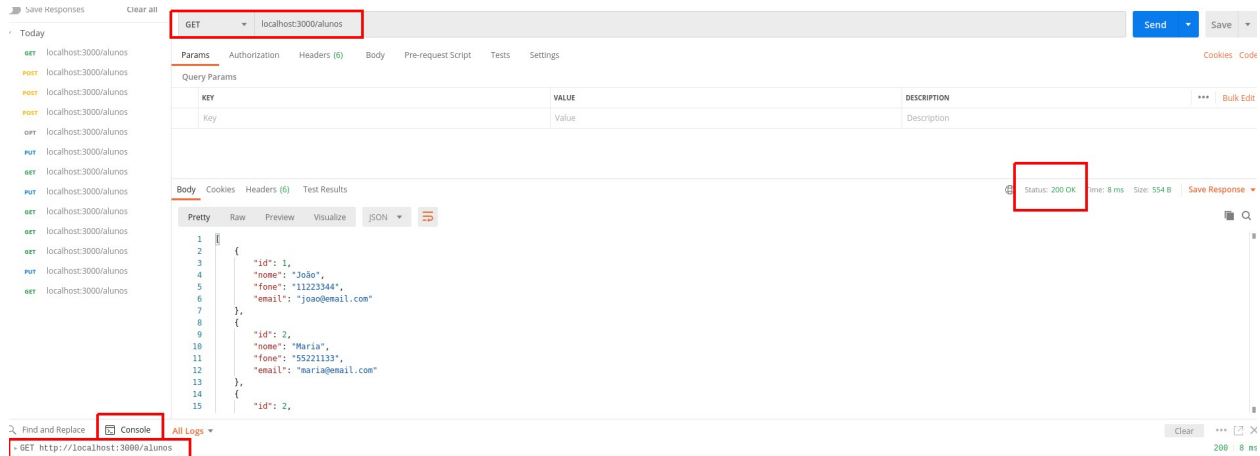 Save Responses Clear all
Today
GET localhost:3000/alunos
POST localhost:3000/alunos
POST localhost:3000/alunos
POST localhost:3000/alunos
OPT localhost:3000/alunos
PUT localhost:3000/alunos
GET localhost:3000/alunos
PUT localhost:3000/alunos
GET localhost:3000/alunos
GET localhost:3000/alunos
GET localhost:3000/alunos
PUT localhost:3000/alunos
GET localhost:3000/alunos
GET localhost:3000/alunos Send Save
Params Authorization Headers (6) Body Pre-request Script Tests Settings Cookies Code
Query Params
KEY VALUE DESCRIPTION ••• Bulk Edit
Key Value Description
Body Cookies Headers (6) Test Results Status: 200 OK Time: 8 ms Size: 554 B Save Response
Pretty Raw Preview Visualize JSON
1 [
2 {
3 "id": 1,
4 "nome": "João",
5 "fone": "11223344",
6 "email": "joao@email.com"
7 },
8 {
9 "id": 2,
10 "nome": "Maria",
11 "fone": "55221133",
12 "email": "maria@email.com"
13 },
14 {
15 "id": 2,
Find and Replace Console All Logs Clear •••
GET http://localhost:3000/alunos 200 8 ms